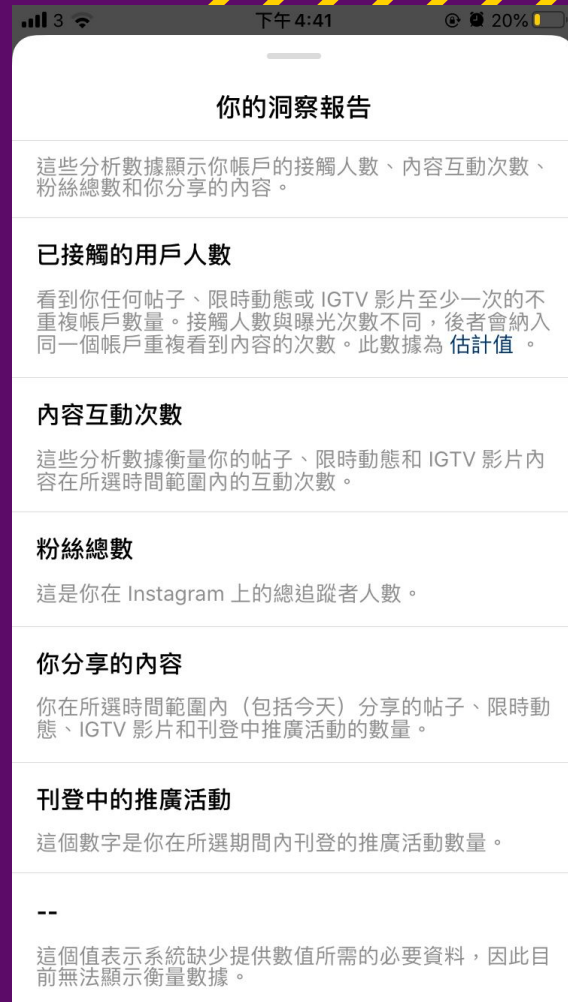 3 下午4:41 20%
你的洞察報告
這些分析數據顯示你帳戶的接觸人數、內容互動次數、
粉絲總數和你分享的內容。
已接觸的用戶人數
看到你任何帖子、限時動態或 IGTV 影片至少一次的不
重複帳戶數量。接觸人數與曝光次數不同，後者會納入
同一個帳戶重複看到內容的次數。此數據為 估計值 。
內容互動次數
這些分析數據衡量你的帖子、限時動態和 IGTV 影片內
容在所選時間範圍內的互動次數。
粉絲總數
這是你在 Instagram 上的總追蹤者人數。
你分享的內容
你在所選時間範圍內（包括今天）分享的帖子、限時動
態、IGTV 影片和刊登中推廣活動的數量。
刊登中的推廣活動
這個數字是你在所選期間內刊登的推廣活動數量。
--
這個值表示系統缺少提供數值所需的必要資料，因此目
前無法顯示衡量數據。